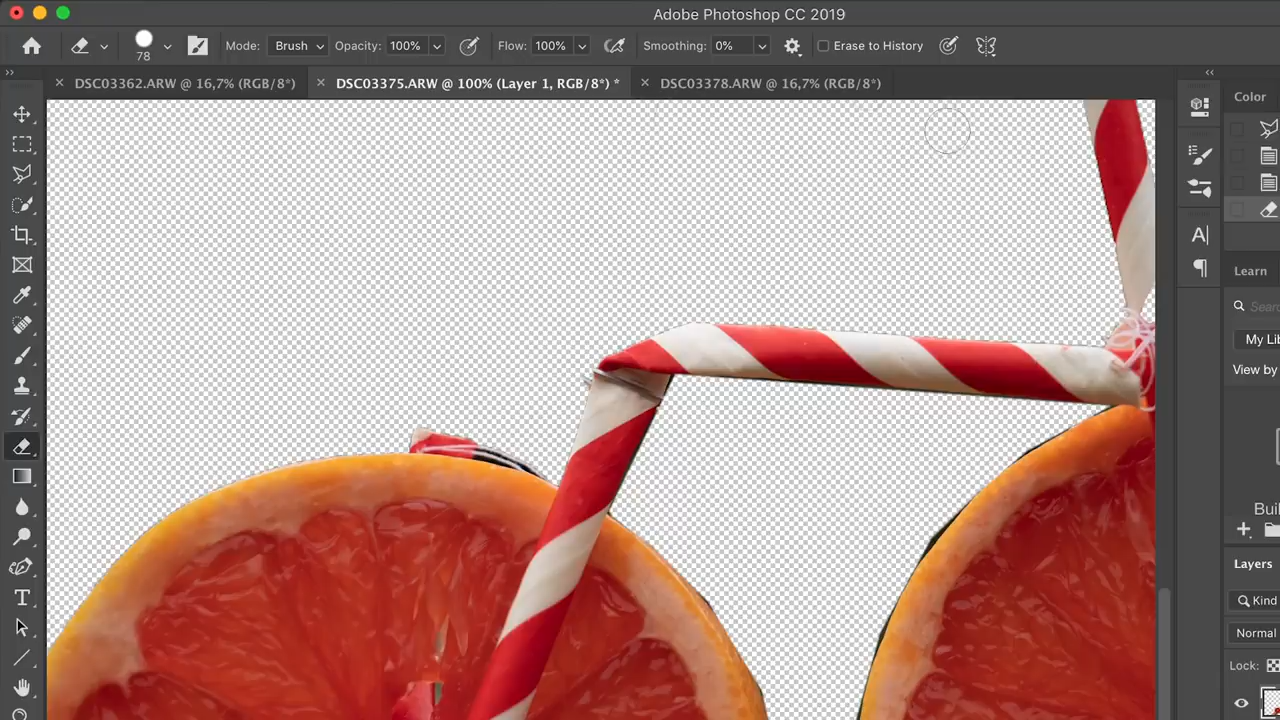 Adobe Photoshop CC 2019
78
Mode: Brush Opacity: 100% Flow: 100% Smoothing: 0% Erase to History
DSC03362.ARW @ 16,7% (RGB/8*) DSC03375.ARW @ 100% (Layer 1, RGB/8*) * DSC03378.ARW @ 16,7% (RGB/8*)
Color
Learn
Sear
My Lib
View by
Buil
Layers
Kind
Normal
Lock: